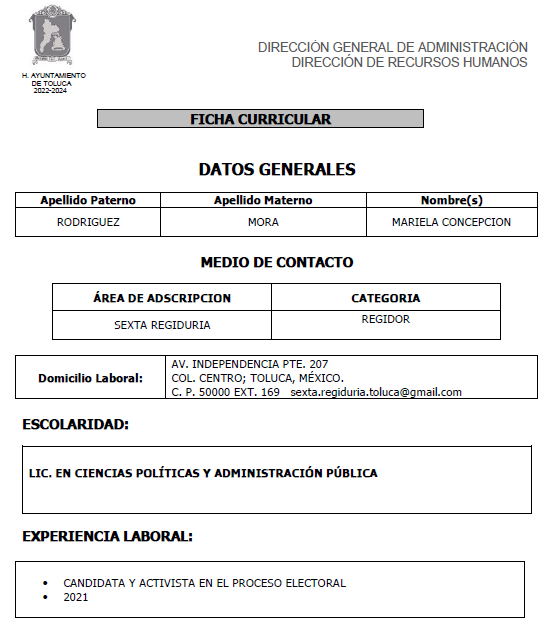 H. AYUNTAMIENTO
DE TOLUCA
2022-2024
DIRECCIÓN GENERAL DE ADMINISTRACIÓN
DIRECCIÓN DE RECURSOS HUMANOS
FICHA CURRICULAR
DATOS GENERALES
Apellido Paterno Apellido Materno Nombre(s)
RODRIGUEZ MORA MARIELA CONCEPCION
MEDIO DE CONTACTO
ÁREA DE ADSCRIPCION CATEGORIA
SEXTA REGIDURIA REGIDOR
Domicilio Laboral:
AV. INDEPENDENCIA PTE. 207
COL. CENTRO; TOLUCA, MÉXICO.
C. P. 50000 EXT. 169 sexta.regiduria.toluca@gmail.com
ESCOLARIDAD:
LIC. EN CIENCIAS POLÍTICAS Y ADMINISTRACIÓN PÚBLICA
EXPERIENCIA LABORAL:
• CANDIDATA Y ACTIVISTA EN EL PROCESO ELECTORAL
• 2021